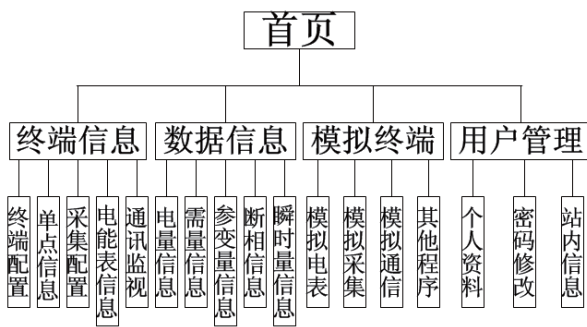 首页
终端信息
数据信息
模拟终端
用户管理
终端配置
单点信息
采集配置
电能表信息
通讯监视
电量信息
需量信息
参变量信息
断相信息
瞬时量信息
模拟电表
模拟采集
模拟通信
其他程序
个人资料
密码修改
站内信息